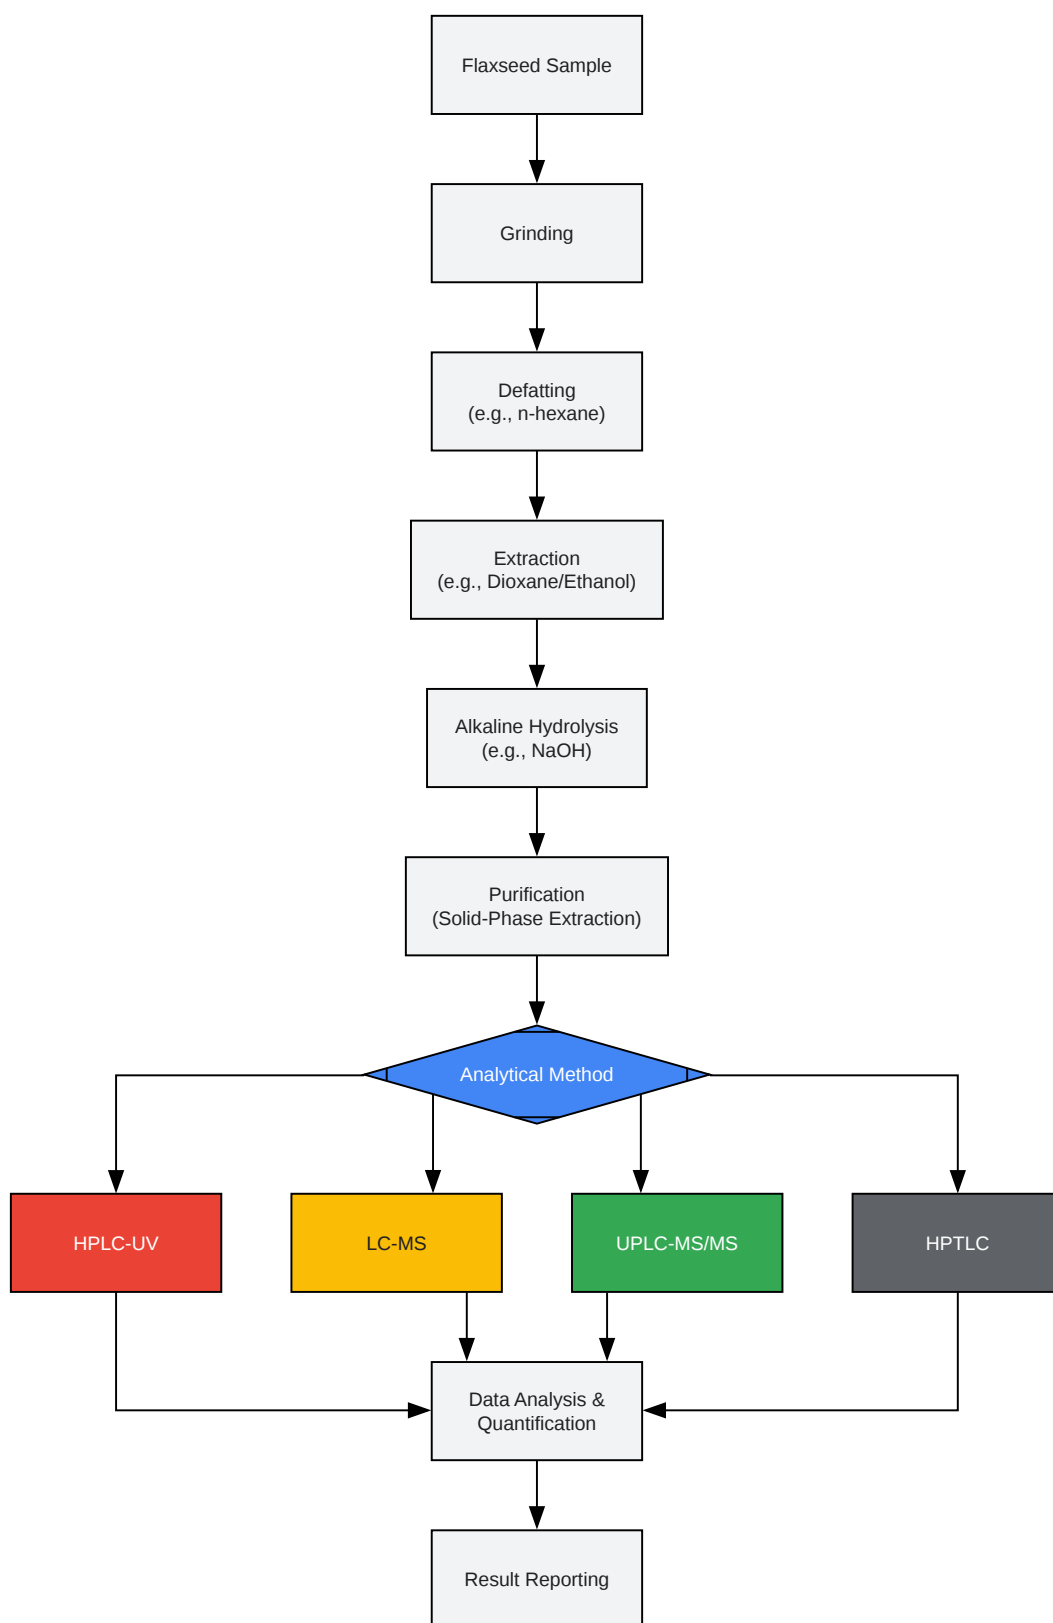 Flaxseed Sample
Grinding
Defatting
(e.g., n-hexane)
Extraction
(e.g., Dioxane/Ethanol)
Alkaline Hydrolysis
(e.g., NaOH)
Purification
(Solid-Phase Extraction)
Analytical Method
HPLC-UV
LC-MS
UPLC-MS/MS
HPTLC
Data Analysis &
Quantification
Result Reporting